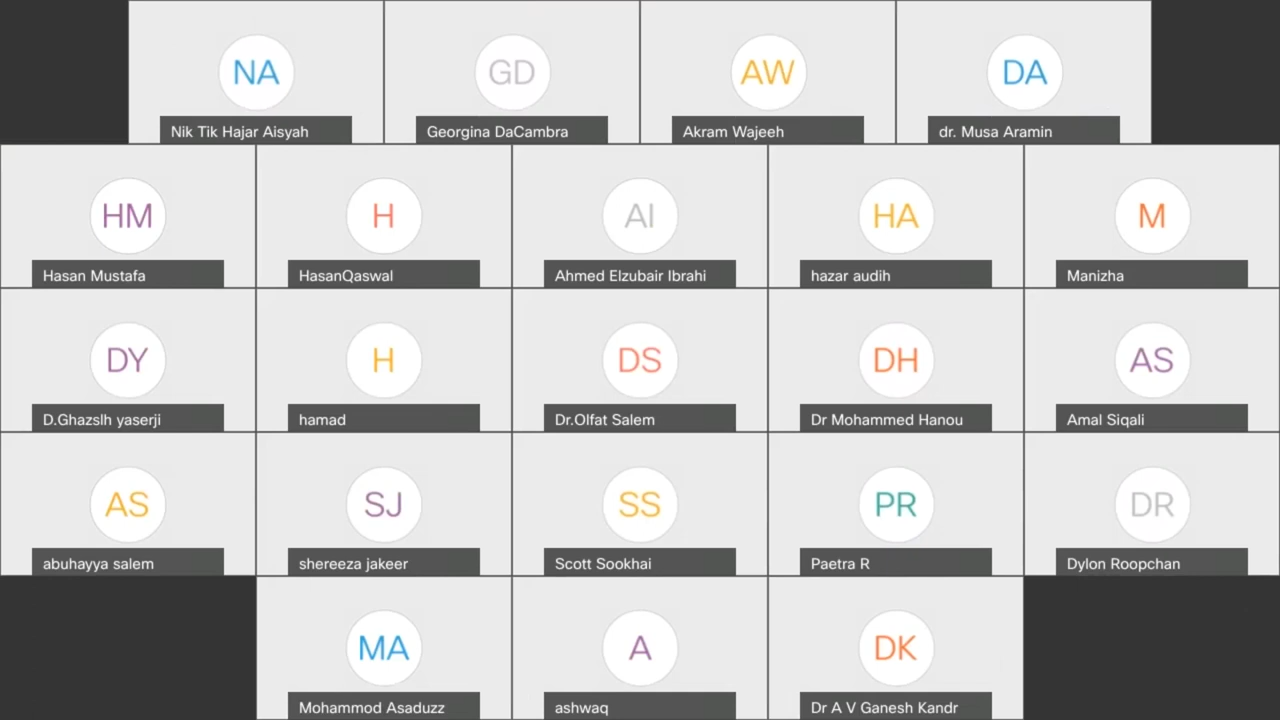 NA
Nik Tik Hajar Aisyah
GD
Georgina DaCambra
AW
Akram Wajeeh
DA
dr. Musa Aramin
HM
Hasan Mustafa
H
HasanQaswal
AI
Ahmed Elzubair Ibrahi
HA
hazar audih
M
Manizha
DY
D.Ghazslh yaserji
H
hamad
DS
Dr.Olfat Salem
DH
Dr Mohammed Hanou
AS
Amal Siqali
AS
abuhayya salem
SJ
shereeza jakeer
SS
Scott Sookhai
PR
Paetra R
DR
Dylon Roopchan
MA
Mohammod Asaduzz
A
ashwaq
DK
Dr A V Ganesh Kandr